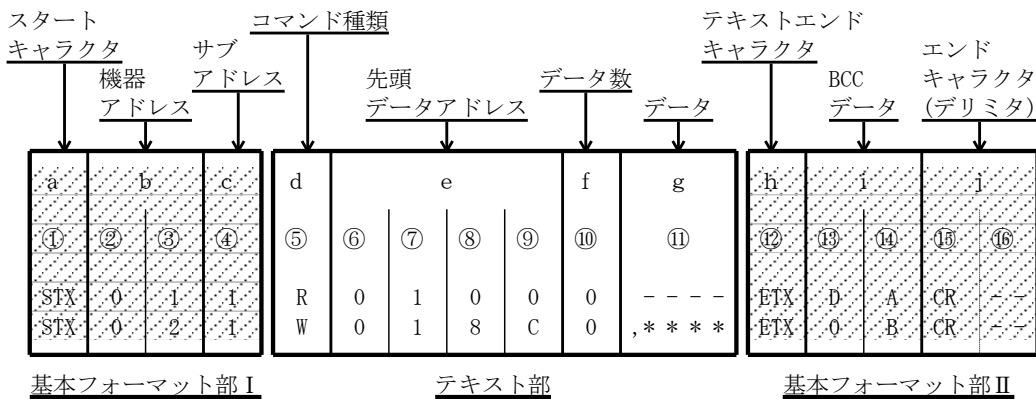 スタート
キャラクタ
機器
アドレス
サブ
アドレス
コマンド種類
先頭
データアドレス
データ数
データ
テキストエンド
キャラクタ
BCC
データ
エンド
キャラクタ
(デリミタ)
a b c d e f g h i j
① ② ③ ④ ⑤ ⑥ ⑦ ⑧ ⑨ ⑩ ⑪ ⑫ ⑬ ⑭ ⑮ ⑯
STX 0 1 1 R 0 1 0 0 0 ---- ETX D A CR --
STX 0 2 1 W 0 1 8 C 0 ,**** ETX 0 B CR --
基本フォーマット部Ⅰ テキスト部 基本フォーマット部Ⅱ